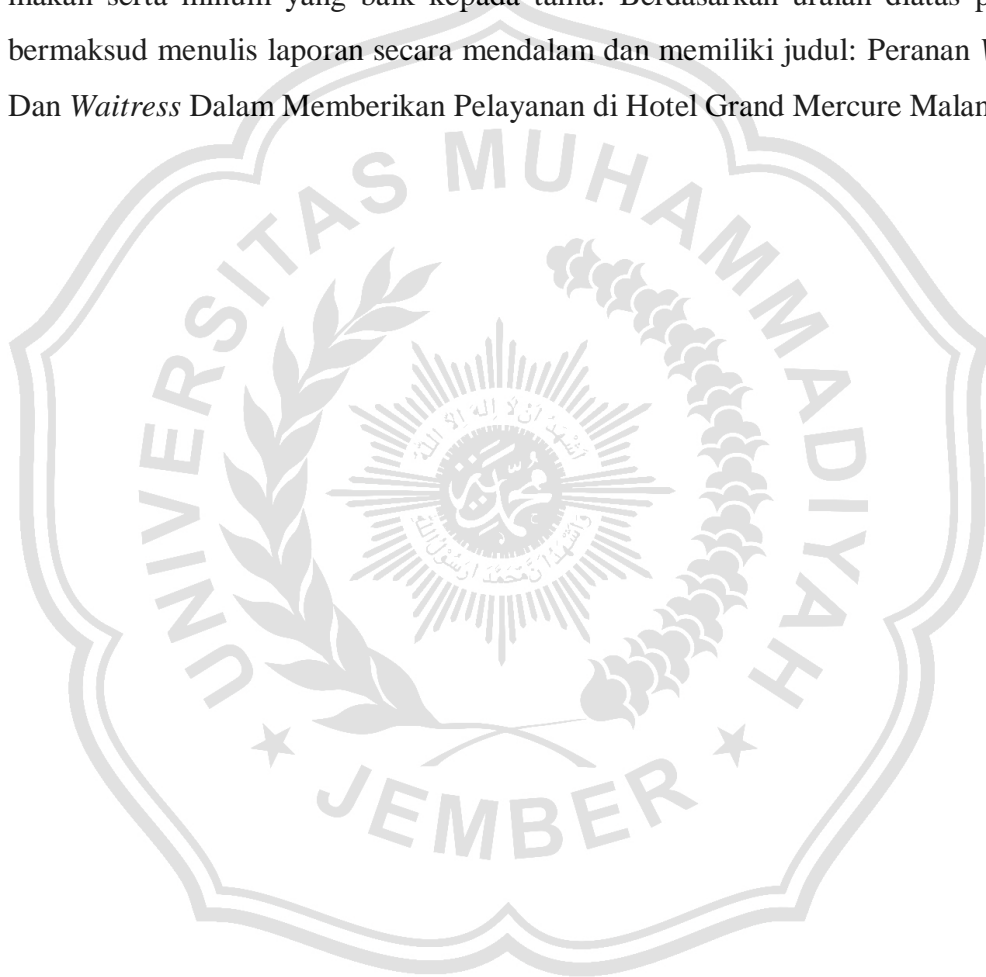 makan serta minum yang baik kepada tamu. Berdasarkan uraian diatas p
bermaksud menulis laporan secara mendalam dan memiliki judul: Peranan
Dan Waitress Dalam Memberikan Pelayanan di Hotel Grand Mercure Malan
UNIVERSITAS MUHAMMADIYAH
JEMBER